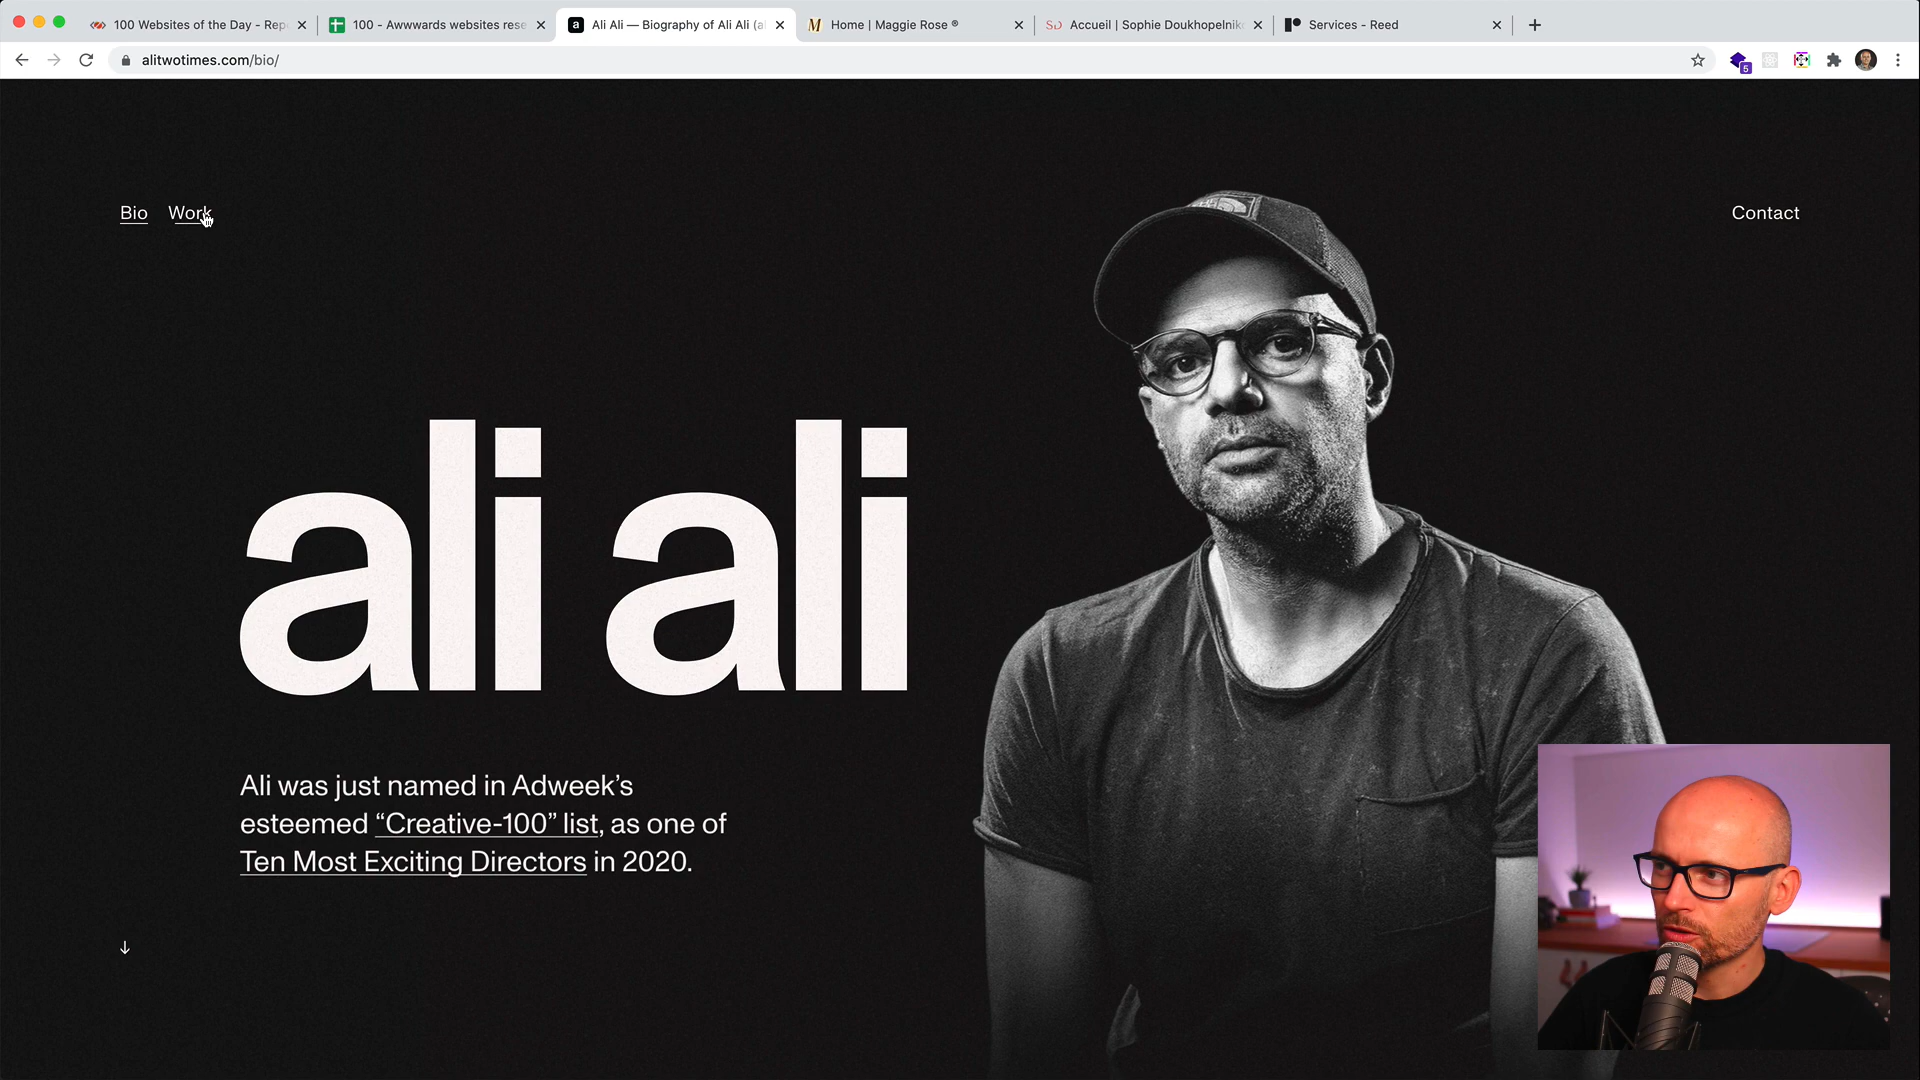 100 Websites of the Day - Rep
100 - Awwwards websites rese
a
Ali Ali — Biography of Ali Ali (a
M
Home | Maggie Rose ®
SD
Accueil | Sophie Doukhopelnik
Services - Reed
alitwotimes.com/bio/
5
Bio
Work
Contact
ali ali
Ali was just named in Adweek’s
esteemed “Creative-100” list, as one of
Ten Most Exciting Directors in 2020.